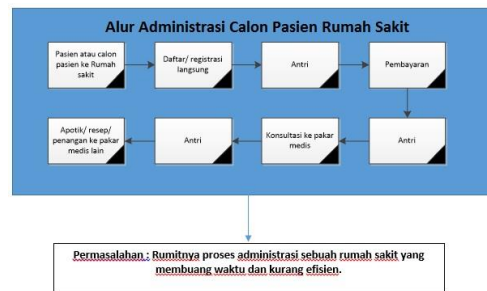 Alur Administrasi Calon Pasien Rumah Sakit
Pasien atau calon
pasien ke Rumah
sakit
Daftar/ registrasi
langsung
Antri
Pembayaran
Antri
Konsultasi ke pakar
medis
Antri
Apotik/ resep/
penangan ke pakar
medis lain
Permasalahan : Rumitnya proses administrasi sebuah rumah sakit yang
membuang waktu dan kurang efisien.